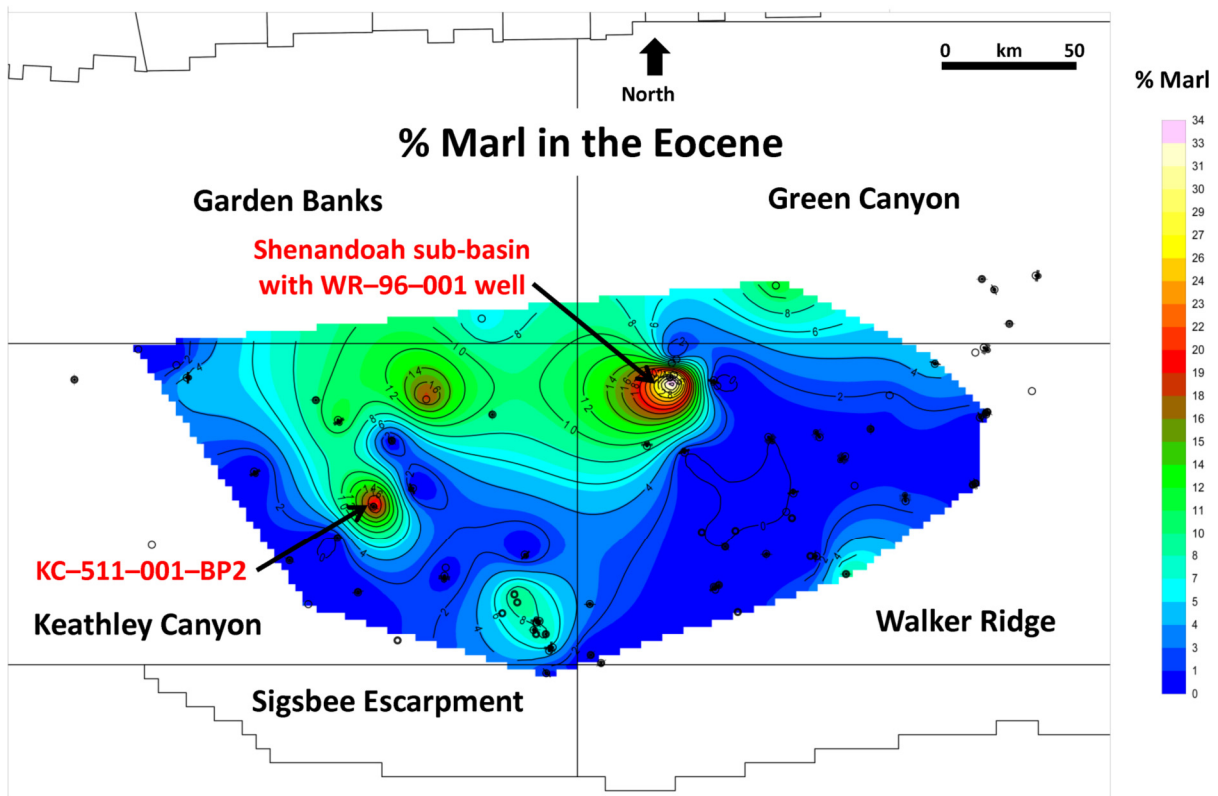 0 km 50
North
% Marl
% Marl in the Eocene
Garden Banks
Green Canyon
Shenandoah sub-basin
with WR–96–001 well
KC–511–001–BP2
Keathley Canyon
Walker Ridge
Sigsbee Escarpment
34
33
31
30
29
27
26
24
23
21
20
19
18
16
15
13
12
11
10
8
7
5
4
3
1
0